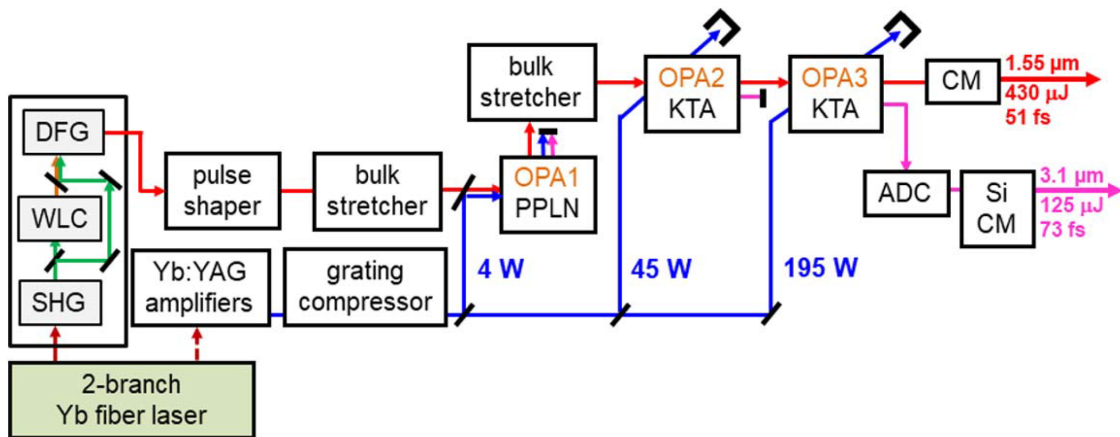 DFG
WLC
SHG
2-branch
Yb fiber laser
pulse
shaper
Yb:YAG
amplifiers
bulk
stretcher
grating
compressor
4 W
OPA1
PPLN
bulk
stretcher
45 W
OPA2
KTA
195 W
OPA3
KTA
CM
1.55 µm
430 µJ
51 fs
ADC
Si
CM
3.1 µm
125 µJ
73 fs